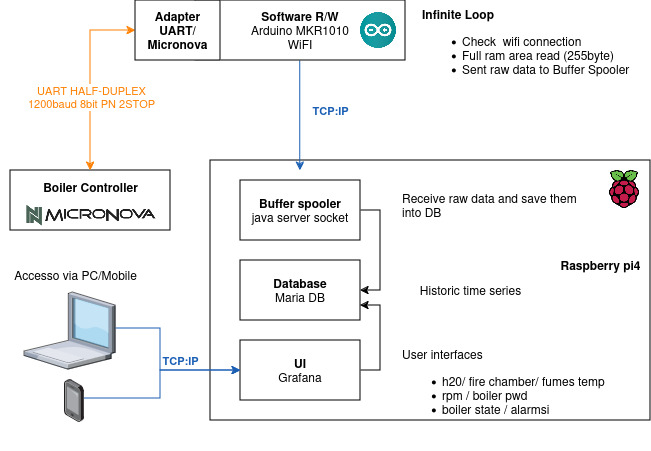 Adapter
UART/
Micronova
Software R/W
Arduino MKR1010
WiFI
Infinite Loop
Check wifi connection
Full ram area read (255byte)
Sent raw data to Buffer Spooler
UART HALF-DUPLEX
1200baud 8bit PN 2STOP
TCP:IP
Boiler Controller
MICRONOVA
Buffer spooler
java server socket
Receive raw data and save them
into DB
Raspberry pi4
Accesso via PC/Mobile
Database
Maria DB
Historic time series
TCP:IP
UI
Grafana
User interfaces
h20/ fire chamber/ fumes temp
rpm / boiler pwd
boiler state / alarmsi